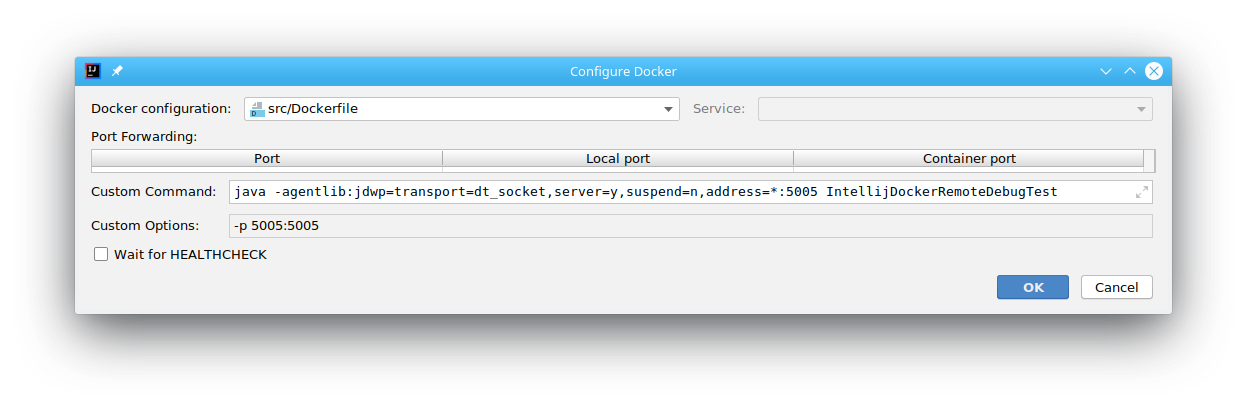 Configure Docker
Docker configuration: src/Dockerfile Service:
Port Forwarding:
Port Local port Container port
Custom Command: java -agentlib:jdwp=transport=dt_socket,server=y,suspend=n,address=*:5005 IntellijDockerRemoteDebugTest
Custom Options: -p 5005:5005
Wait for HEALTHCHECK
OK Cancel